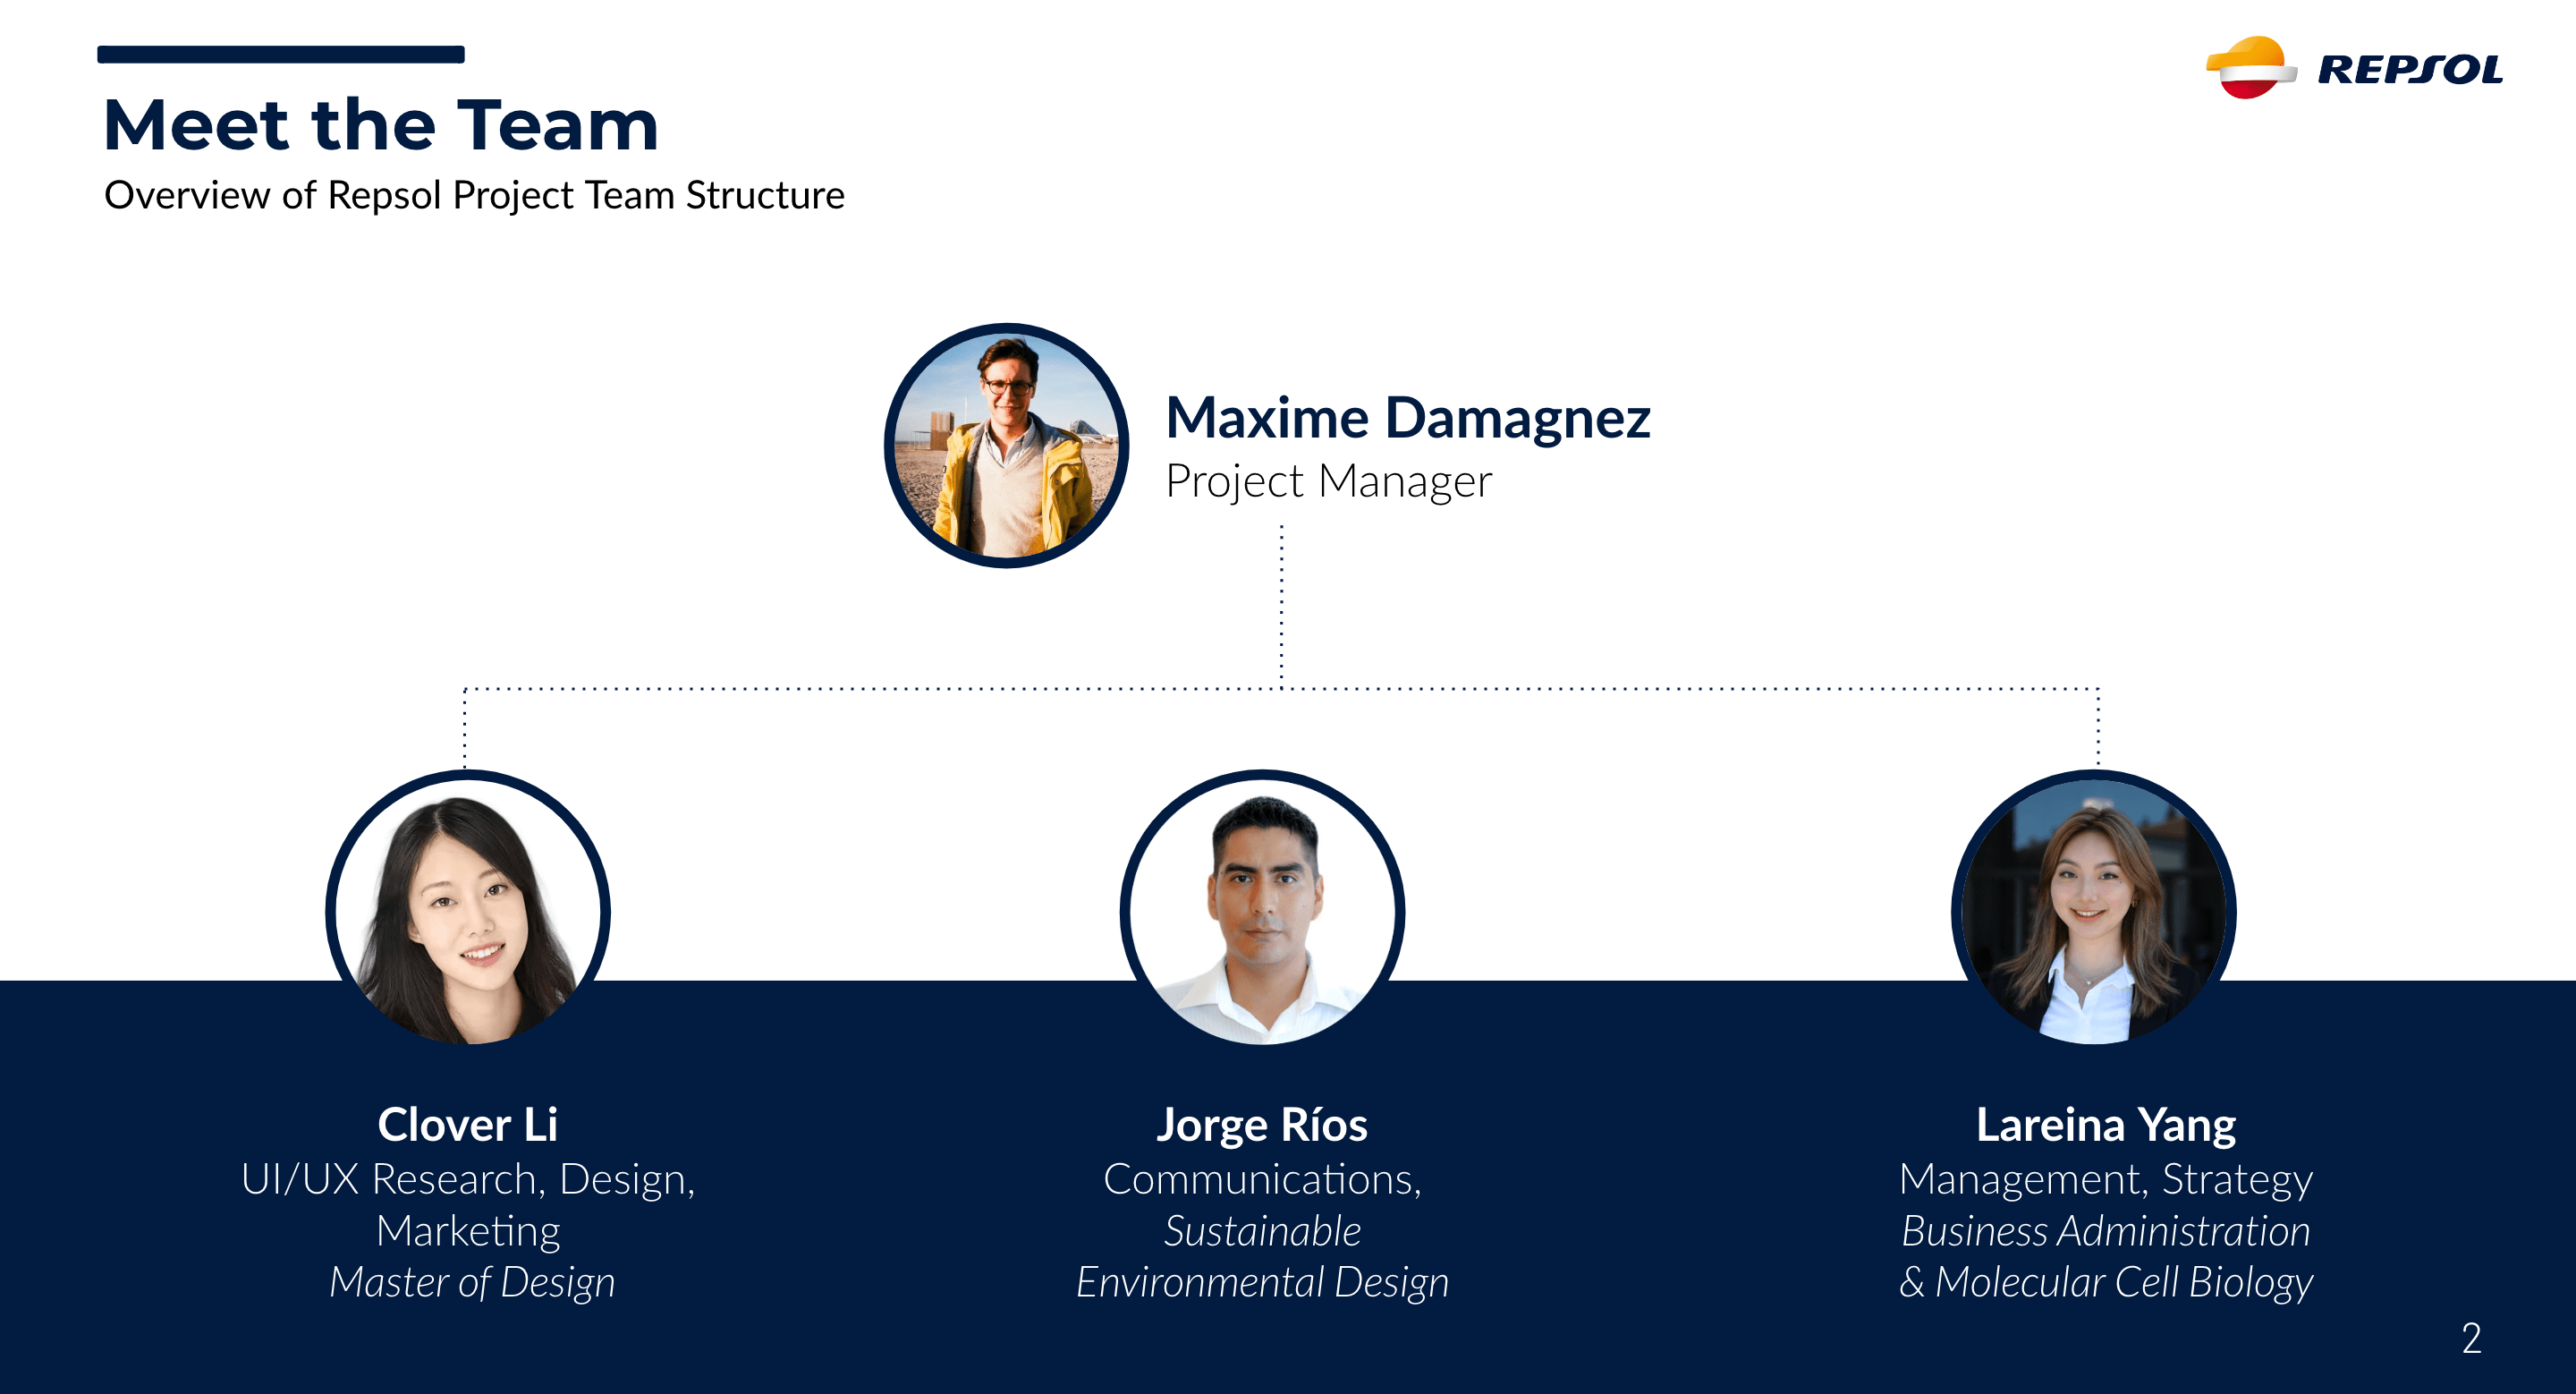 REPSOL
Meet the Team
Overview of Repsol Project Team Structure
Maxime Damagnez
Project Manager
Clover Li
UI/UX Research, Design,
Marketing
Master of Design
Jorge Ríos
Communications,
Sustainable
Environmental Design
Lareina Yang
Management, Strategy
Business Administration
& Molecular Cell Biology
2